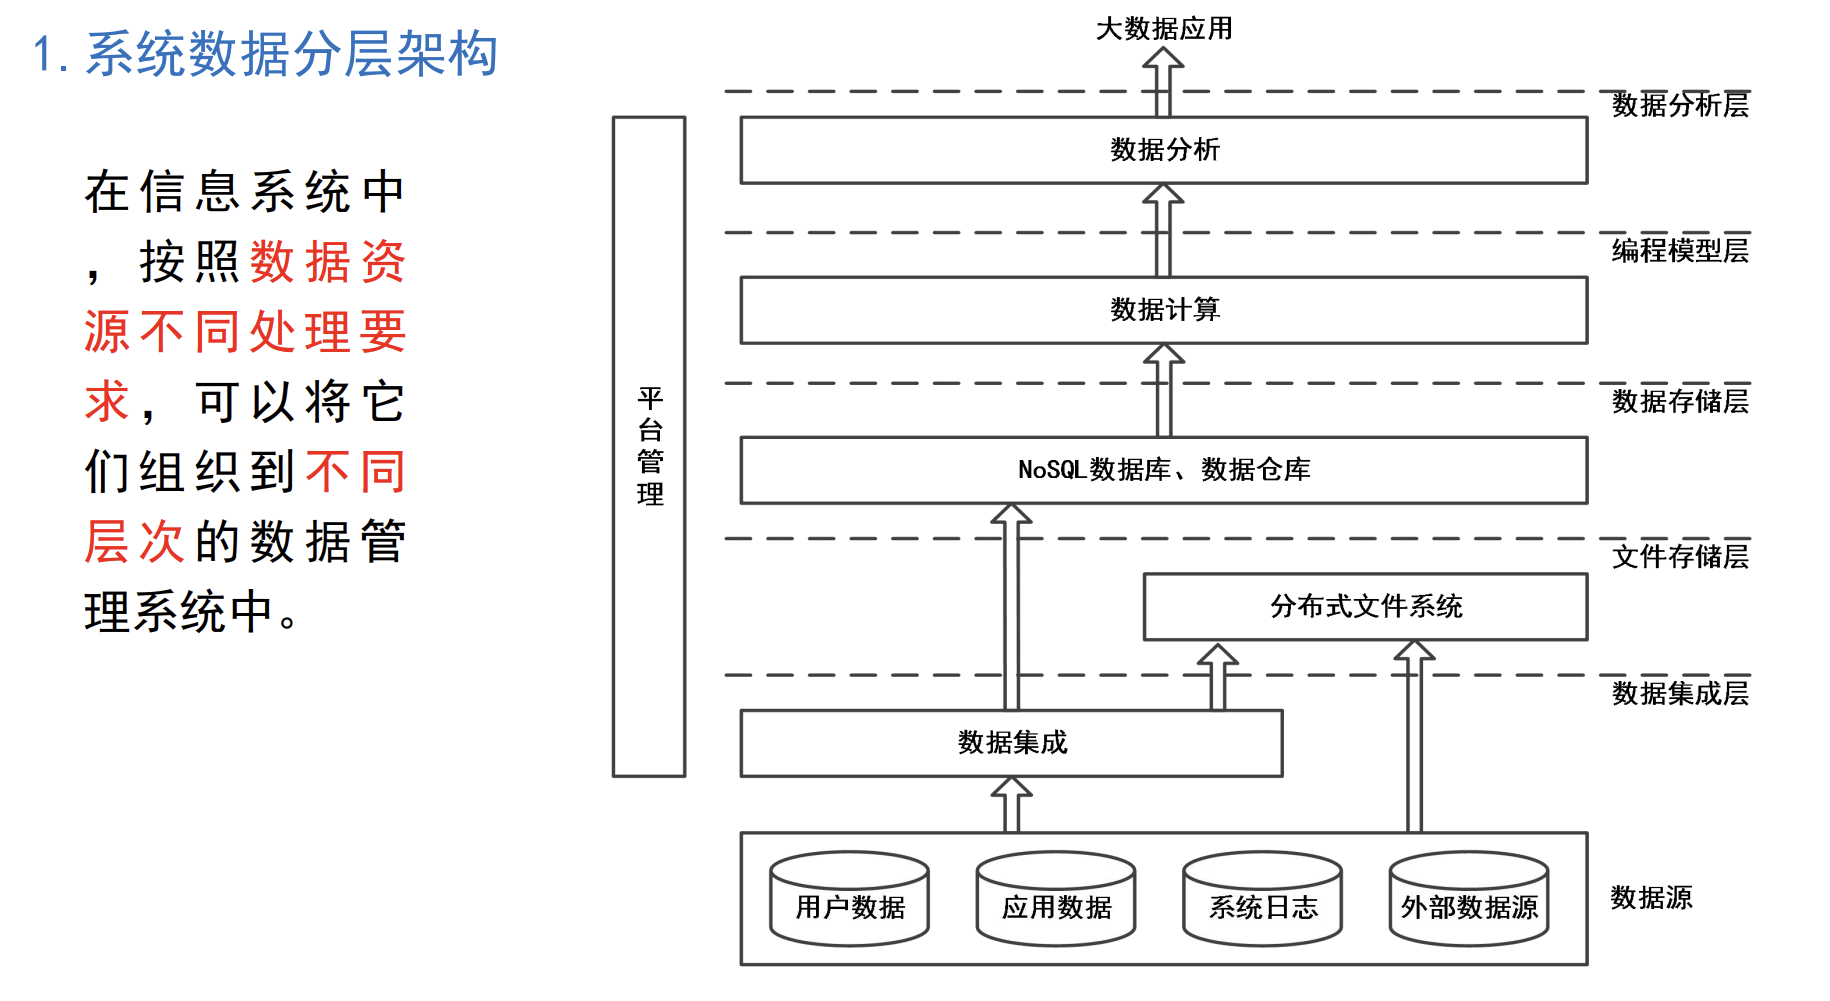 1.系统数据分层架构
在信息系统中
，按照数据资
源不同处理要
求，可以将它
们组织到不同
层次的数据管
理系统中。
大数据应用
数据分析层
数据分析
编程模型层
数据计算
数据存储层
NoSQL数据库、数据仓库
文件存储层
分布式文件系统
数据集成层
数据集成
平台管理
用户数据
应用数据
系统日志
外部数据源
数据源